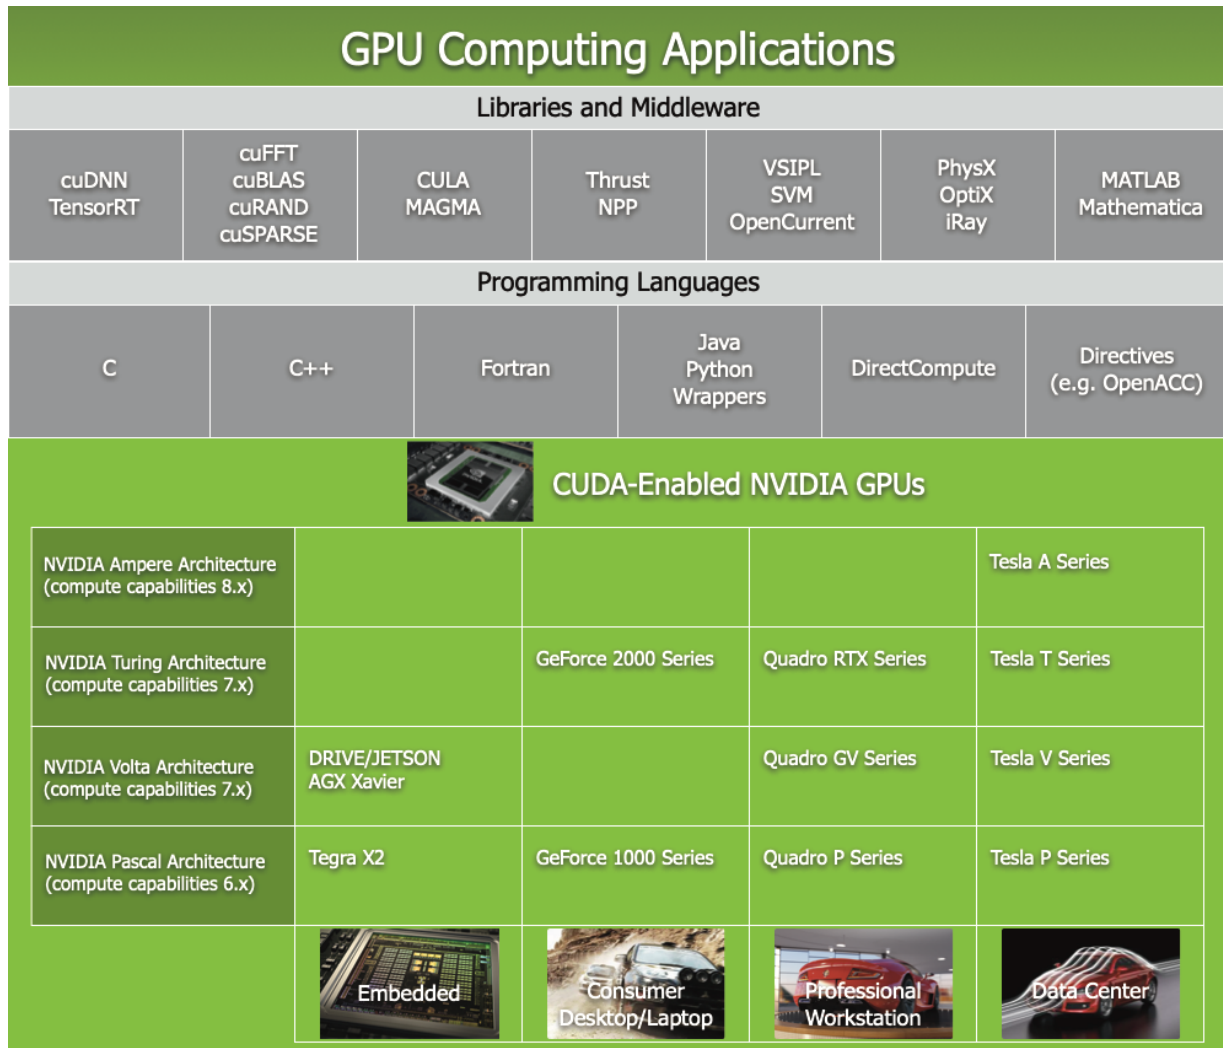 GPU Computing Applications
Libraries and Middleware
cuDNN
TensorRT
cuFFT
cuBLAS
cuRAND
cuSPARSE
CULA
MAGMA
Thrust
NPP
VSIPL
SVM
OpenCurrent
PhysX
OptiX
iRay
MATLAB
Mathematica
Programming Languages
C
C++
Fortran
Java
Python
Wrappers
DirectCompute
Directives
(e.g. OpenACC)
CUDA-Enabled NVIDIA GPUs
NVIDIA Ampere Architecture
(compute capabilities 8.x)
Tesla A Series
NVIDIA Turing Architecture
(compute capabilities 7.x)
GeForce 2000 Series
Quadro RTX Series
Tesla T Series
NVIDIA Volta Architecture
(compute capabilities 7.x)
DRIVE/JETSON
AGX Xavier
Quadro GV Series
Tesla V Series
NVIDIA Pascal Architecture
(compute capabilities 6.x)
Tegra X2
GeForce 1000 Series
Quadro P Series
Tesla P Series
Embedded
Consumer
Desktop/Laptop
Professional
Workstation
Data Center